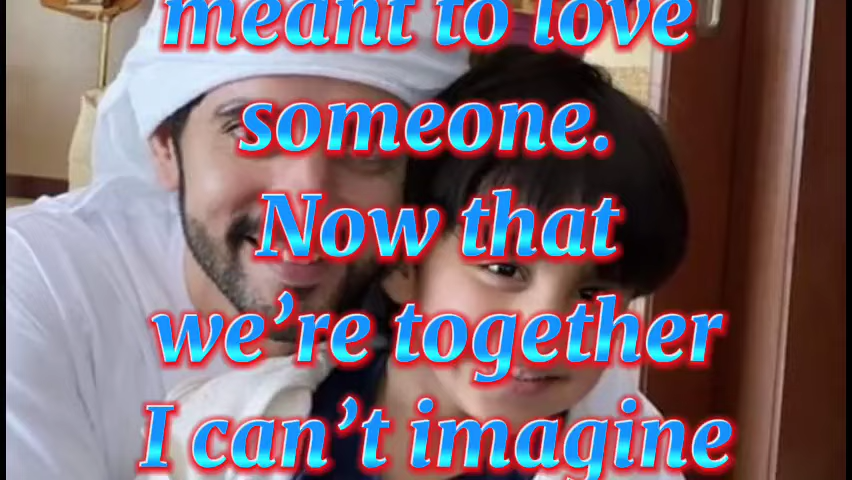 meant to love
someone.
Now that
we’re together
I can’t imagine